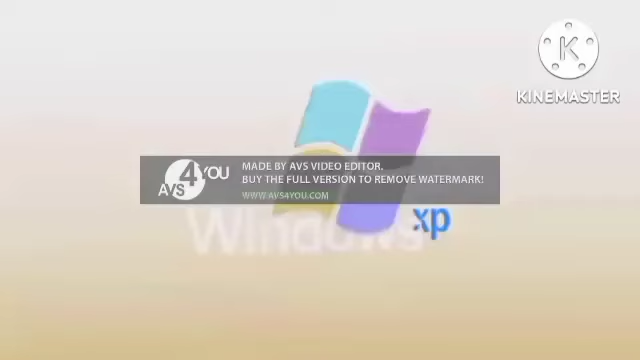 K
KINEMASTER
AVS4YOU
MADE BY AVS VIDEO EDITOR.
BUY THE FULL VERSION TO REMOVE WATERMARK!
WWW.AVS4YOU.COM
Windows xp